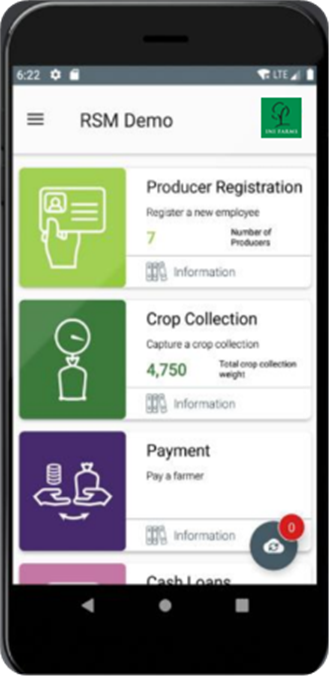 6:22
LTE
RSM Demo
SNI FARMS
Producer Registration
Register a new employee
7
Number of
Producers
Information
Crop Collection
Capture a crop collection
4,750
Total crop collection
weight
Information
Payment
Pay a farmer
Information
0
Cash Loans